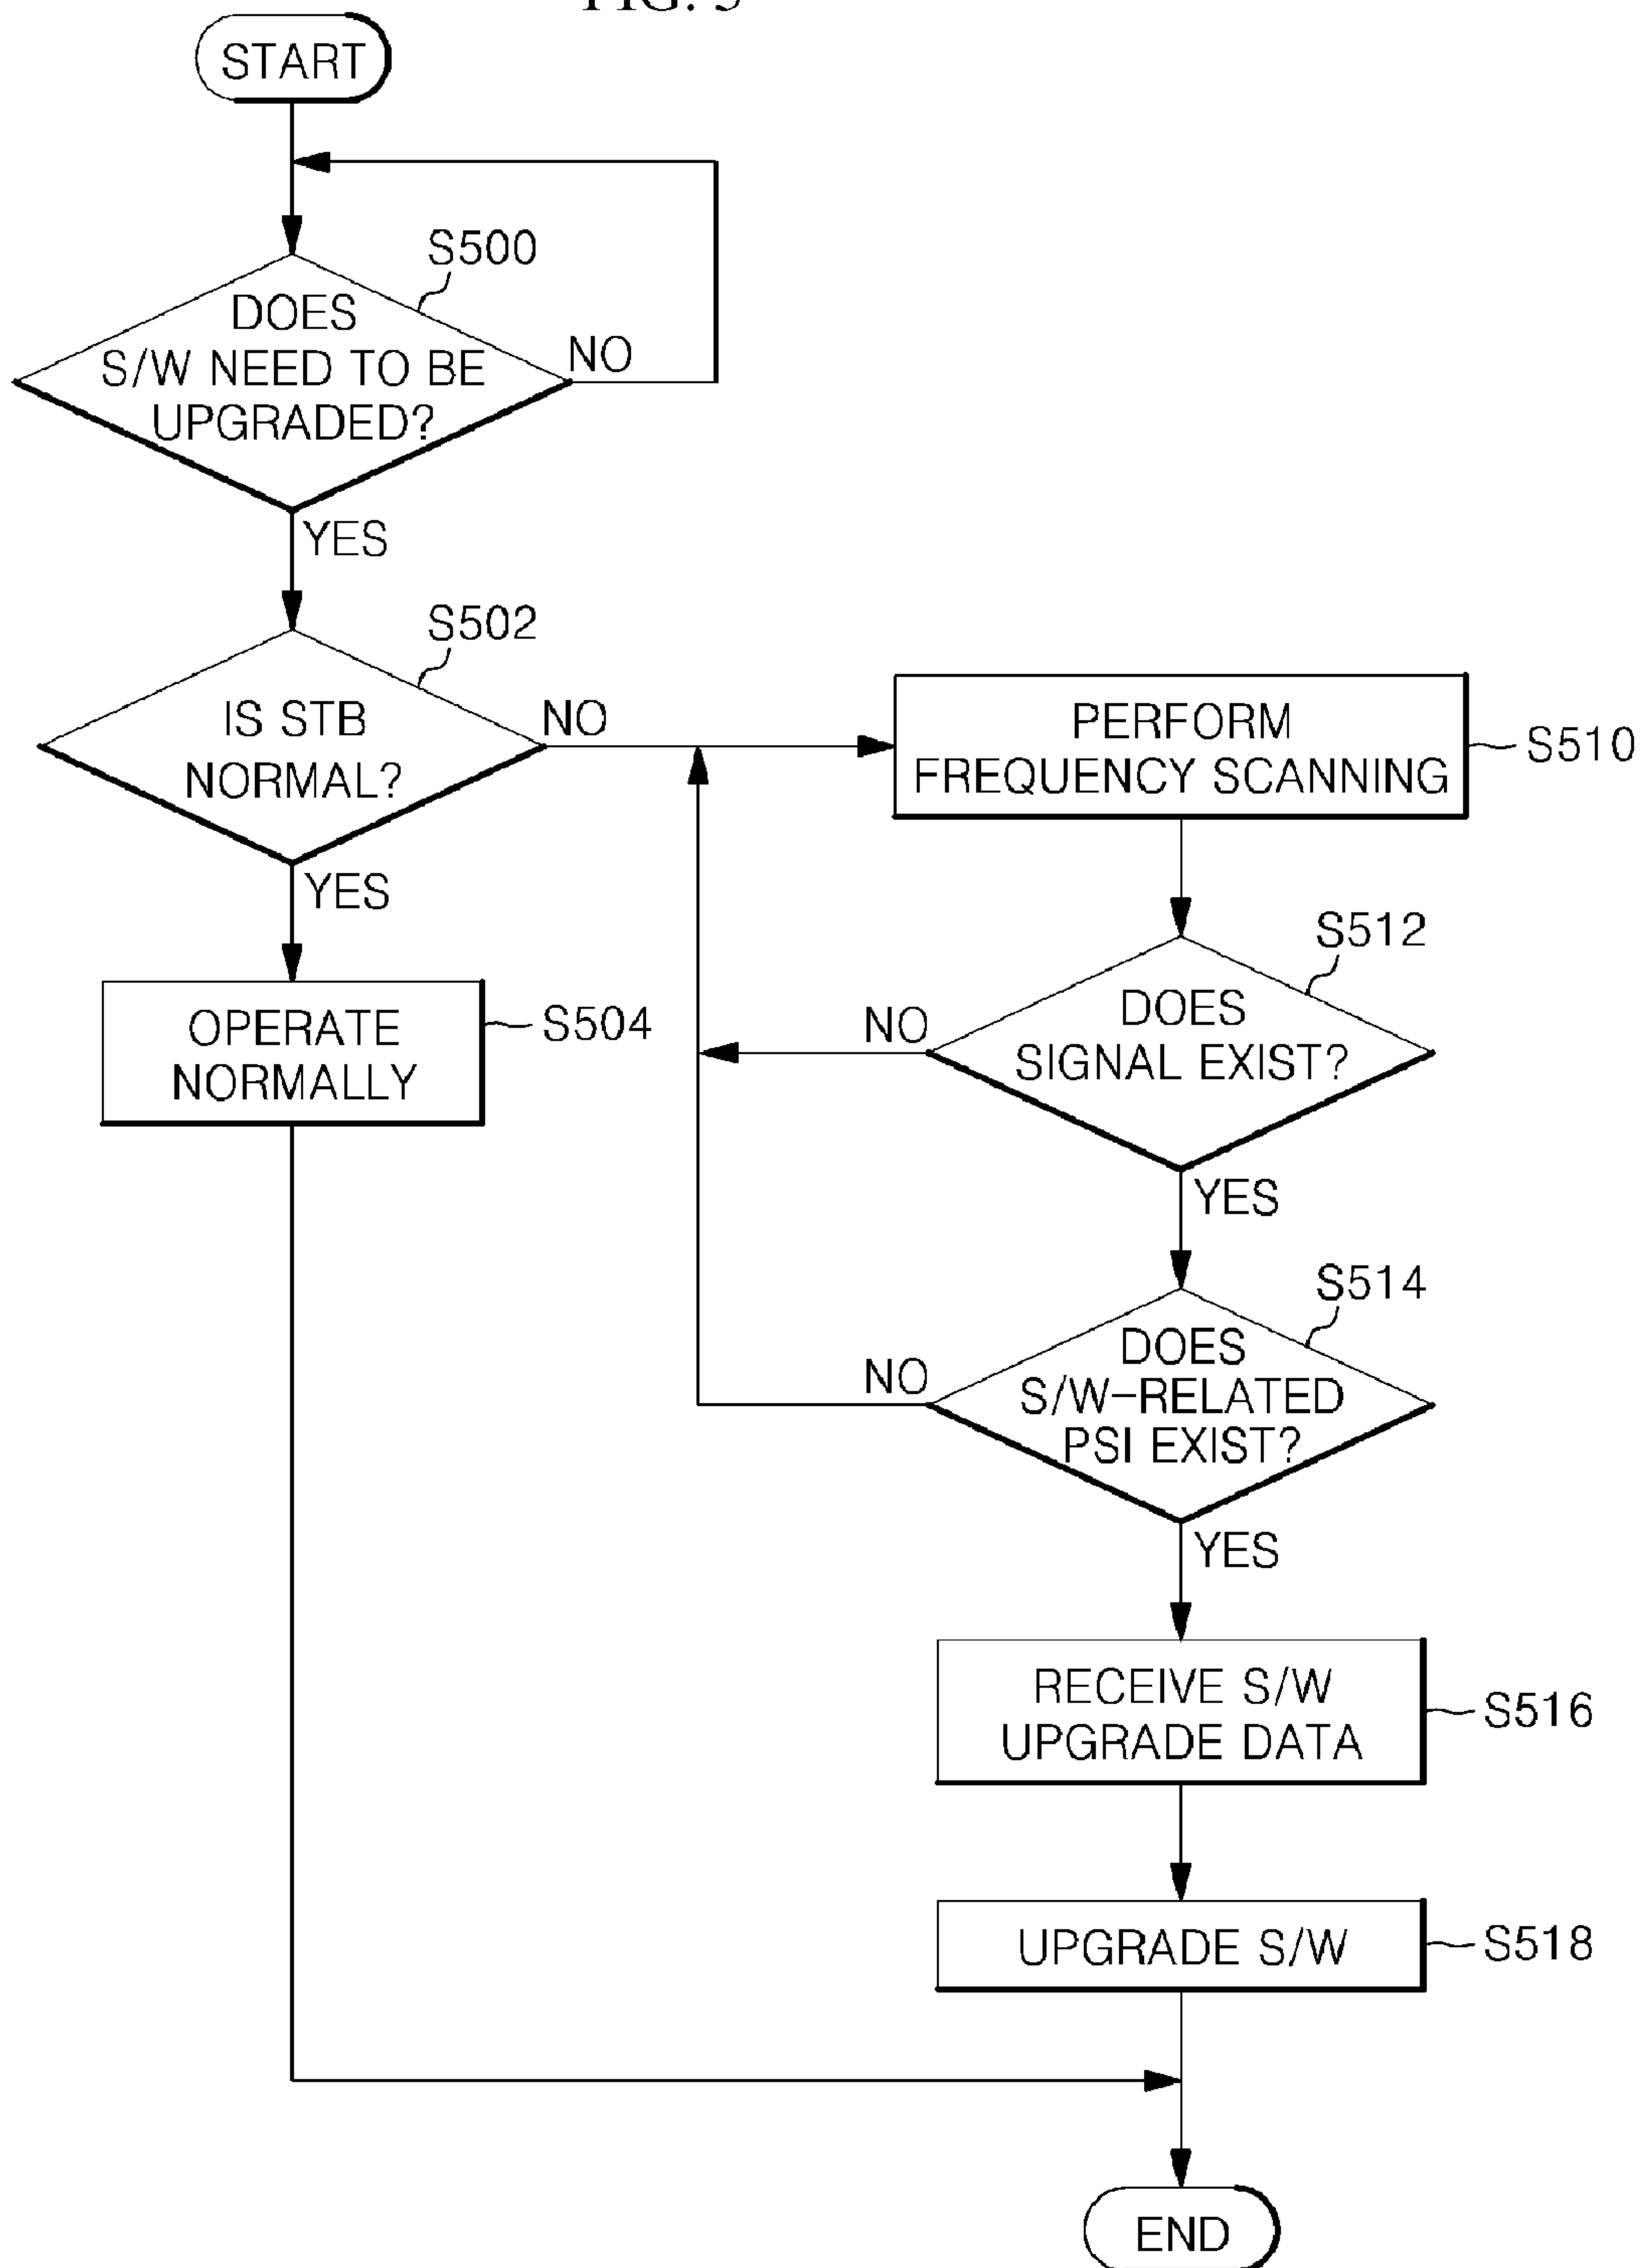 FIG. 5
START
S500
DOES
S/W NEED TO BE
UPGRADED?
NO
YES
S502
IS STB
NORMAL?
NO
YES
OPERATE
NORMALLY
S504
PERFORM
FREQUENCY SCANNING
S510
S512
DOES
SIGNAL EXIST?
NO
YES
S514
DOES
S/W-RELATED
PSI EXIST?
NO
YES
RECEIVE S/W
UPGRADE DATA
S516
UPGRADE S/W
S518
END